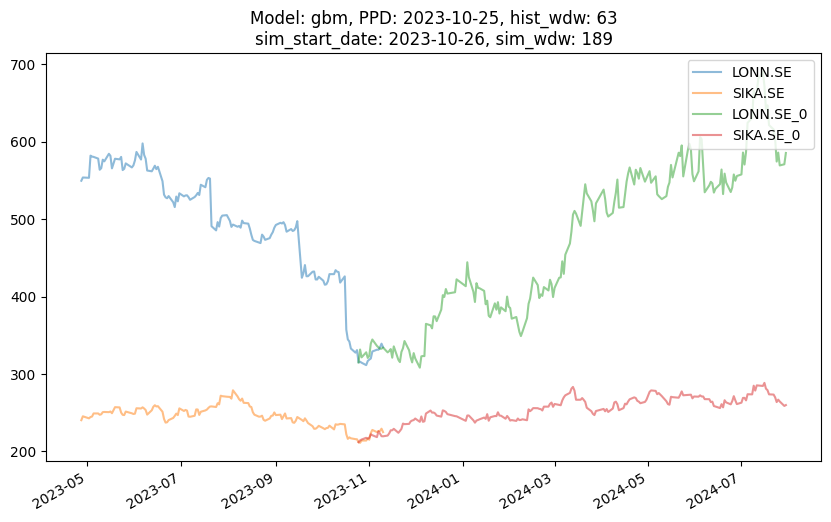 Model: gbm, PPD: 2023-10-25, hist_wdw: 63
sim_start_date: 2023-10-26, sim_wdw: 189
LONN.SE
SIKA.SE
LONN.SE_0
SIKA.SE_0
700
600
500
400
300
200
2023-05
2023-07
2023-09
2023-11
2024-01
2024-03
2024-05
2024-07